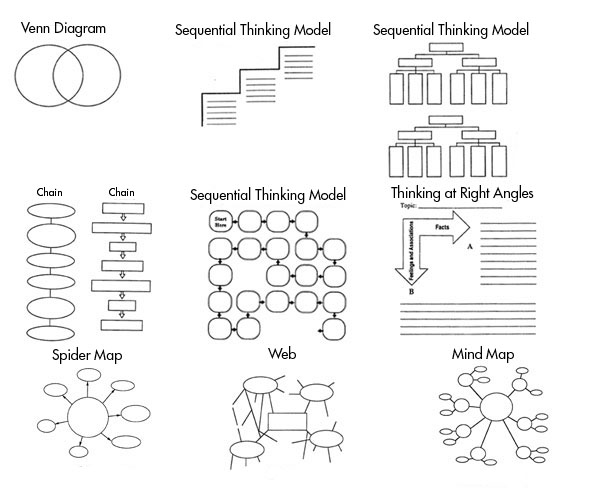 Venn Diagram
Sequential Thinking Model
Sequential Thinking Model
Chain
Chain
Sequential Thinking Model
Start
Here
Thinking at Right Angles
Topic:
Facts
A
Feelings and Associations
B
Spider Map
Web
Mind Map